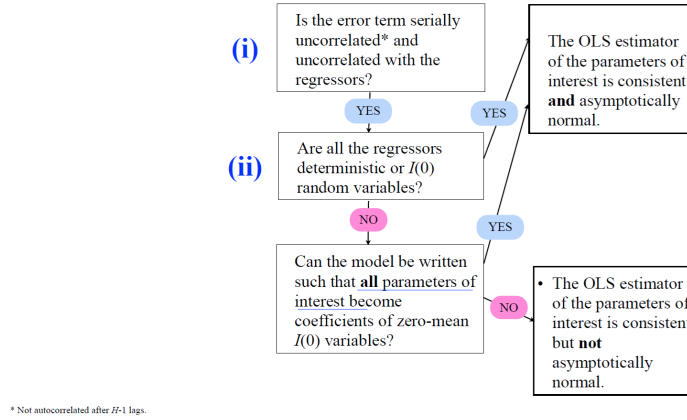 (i)
Is the error term serially
uncorrelated* and
uncorrelated with the
regressors?
YES
(ii)
Are all the regressors
deterministic or I(0)
random variables?
YES
NO
Can the model be written
such that all parameters of
interest become
coefficients of zero-mean
I(0) variables?
YES
NO
The OLS estimator
of the parameters of
interest is consistent
and asymptotically
normal.
• The OLS estimator
of the parameters of
interest is consistent
but not
asymptotically
normal.
* Not autocorrelated after H-1 lags.